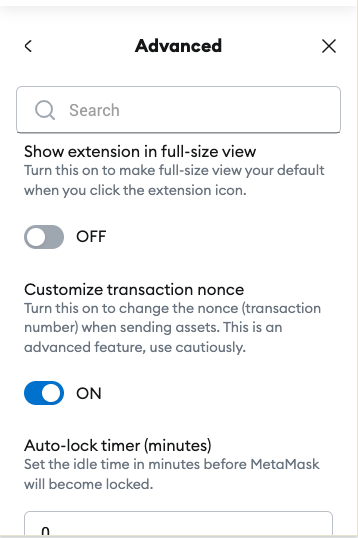 Advanced
Search
Show extension in full-size view
Turn this on to make full-size view your default
when you click the extension icon.
OFF
Customize transaction nonce
Turn this on to change the nonce (transaction
number) when sending assets. This is an
advanced feature, use cautiously.
ON
Auto-lock timer (minutes)
Set the idle time in minutes before MetaMask
will become locked.
0